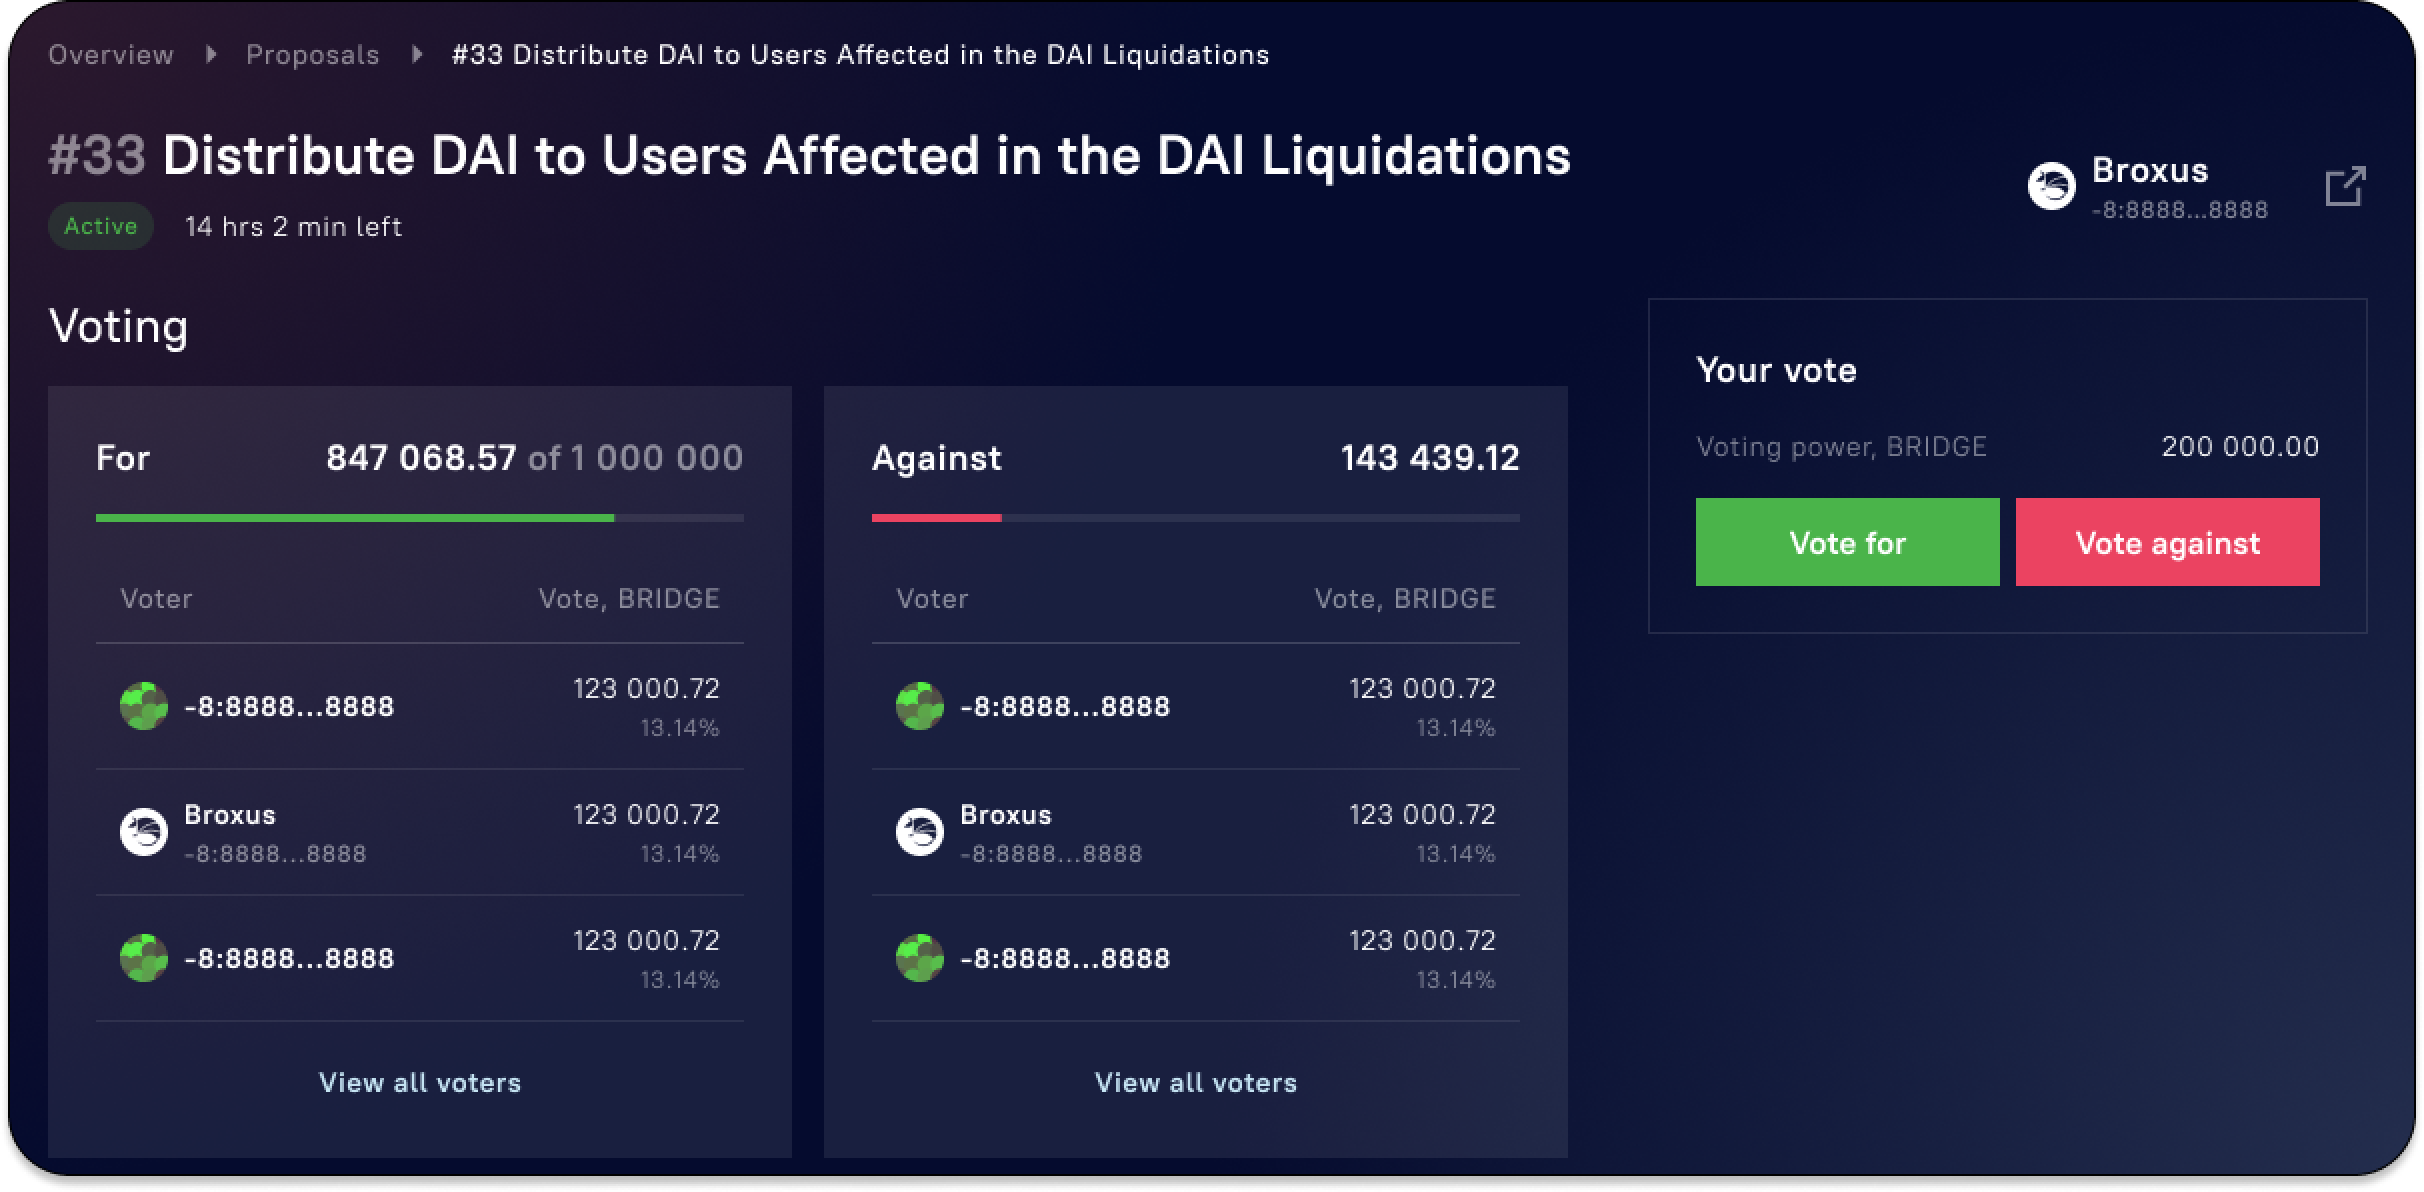 Overview Proposals #33 Distribute DAI to Users Affected in the DAI Liquidations
#33 Distribute DAI to Users Affected in the DAI Liquidations
Active 14 hrs 2 min left
Broxus
-8:8888...8888
Voting
For 847 068.57 of 1 000 000
Voter Vote, BRIDGE
-8:8888...8888 123 000.72
13.14%
Broxus 123 000.72
-8:8888...8888 13.14%
-8:8888...8888 123 000.72
13.14%
View all voters
Against 143 439.12
Voter Vote, BRIDGE
-8:8888...8888 123 000.72
13.14%
Broxus 123 000.72
-8:8888...8888 13.14%
-8:8888...8888 123 000.72
13.14%
View all voters
Your vote
Voting power, BRIDGE 200 000.00
Vote for Vote against